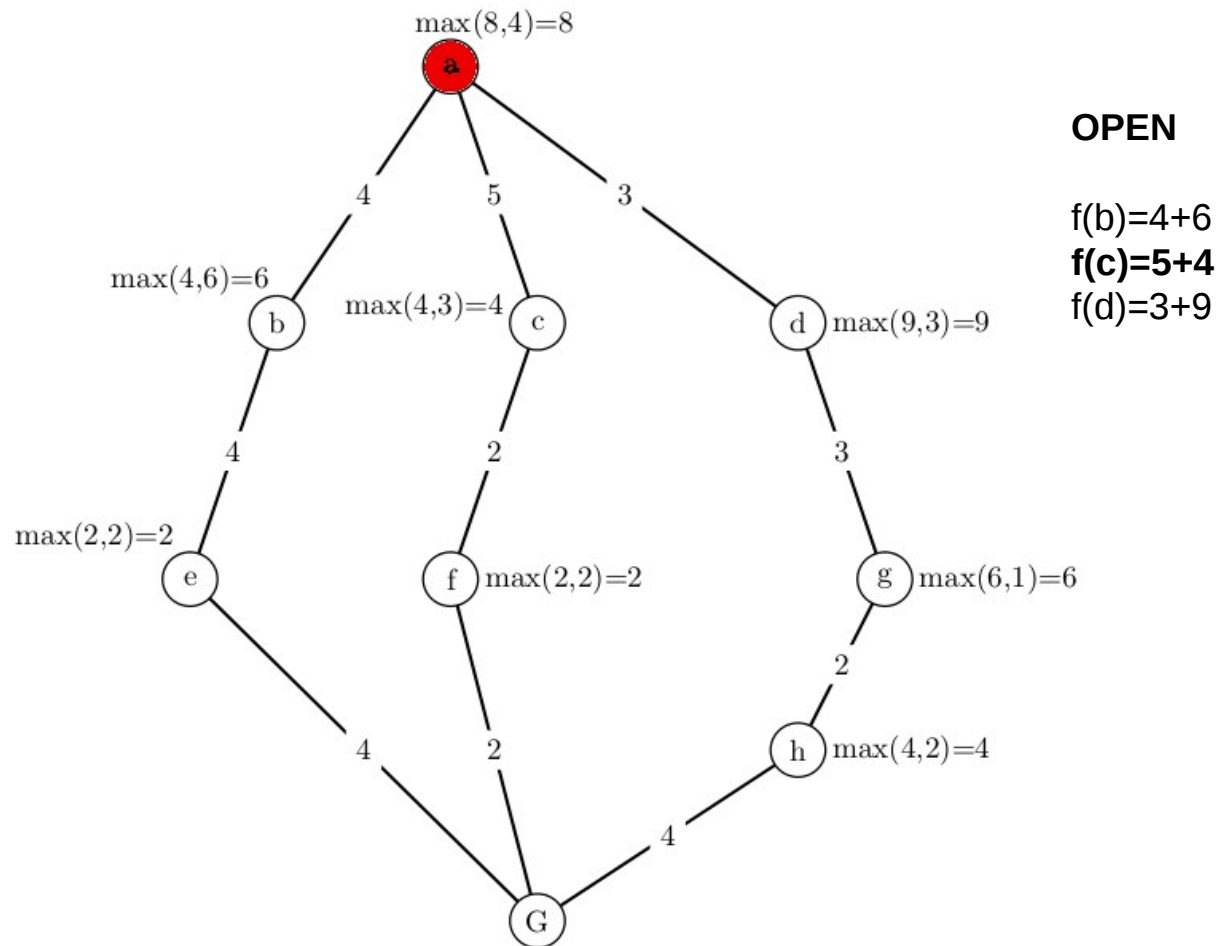 max(8,4)=8
a
OPEN
4
5
3
f(b)=4+6
f(c)=5+4
f(d)=3+9
max(4,6)=6
b
max(4,3)=4
c
d
max(9,3)=9
4
2
3
max(2,2)=2
e
f
max(2,2)=2
g
max(6,1)=6
2
4
2
h
max(4,2)=4
4
G